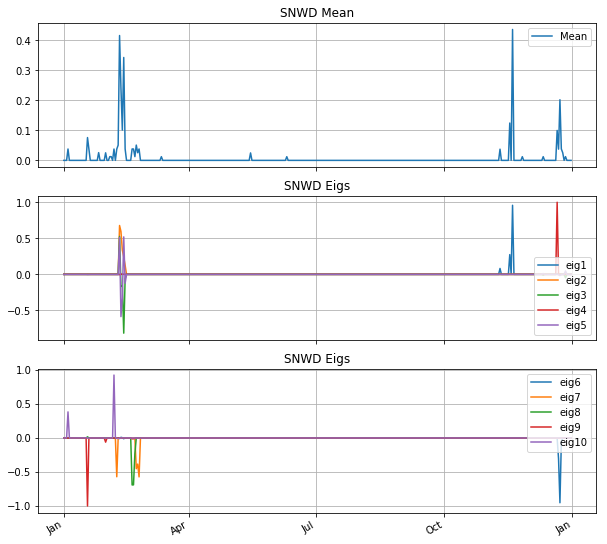 SNWD Mean
0.4
0.3
0.2
0.1
0.0
Mean
SNWD Eigs
1.0
0.5
0.0
−0.5
eig1
eig2
eig3
eig4
eig5
SNWD Eigs
1.0
0.5
0.0
−0.5
−1.0
eig6
eig7
eig8
eig9
eig10
Jan
Apr
Jul
Oct
Jan